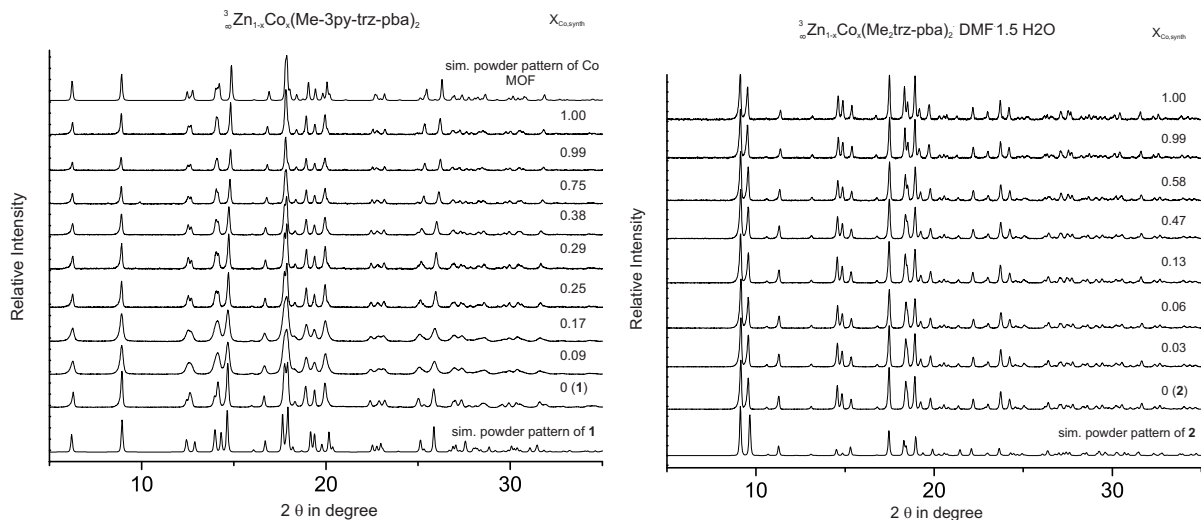 ³∞Zn1-xCox(Me-3py-trz-pba)2
XCo,synth
sim. powder pattern of Co
MOF
1.00
0.99
0.75
0.38
0.29
0.25
0.17
0.09
0 (1)
sim. powder pattern of 1
Relative Intensity
10
20
30
2 θ in degree
³∞Zn1-xCox(Me2trz-pba)2 DMF 1.5 H2O
XCo,synth
1.00
0.99
0.58
0.47
0.13
0.06
0.03
0 (2)
sim. powder pattern of 2
Relative Intensity
10
20
30
2 θ in degree